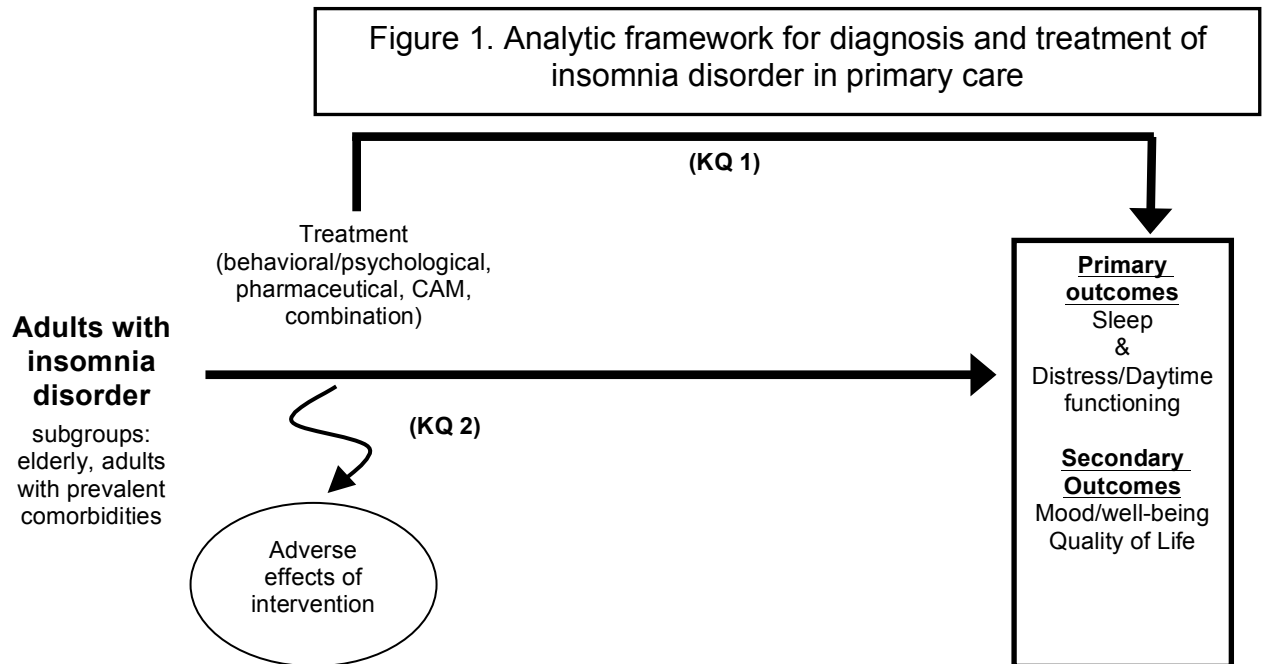 Figure 1. Analytic framework for diagnosis and treatment of
insomnia disorder in primary care
(KQ 1)
Treatment
(behavioral/psychological,
pharmaceutical, CAM,
combination)
Adults with
insomnia
disorder
subgroups:
elderly, adults
with prevalent
comorbidities
(KQ 2)
Adverse
effects of
intervention
Primary
outcomes
Sleep
&
Distress/Daytime
functioning
Secondary
Outcomes
Mood/well-being
Quality of Life